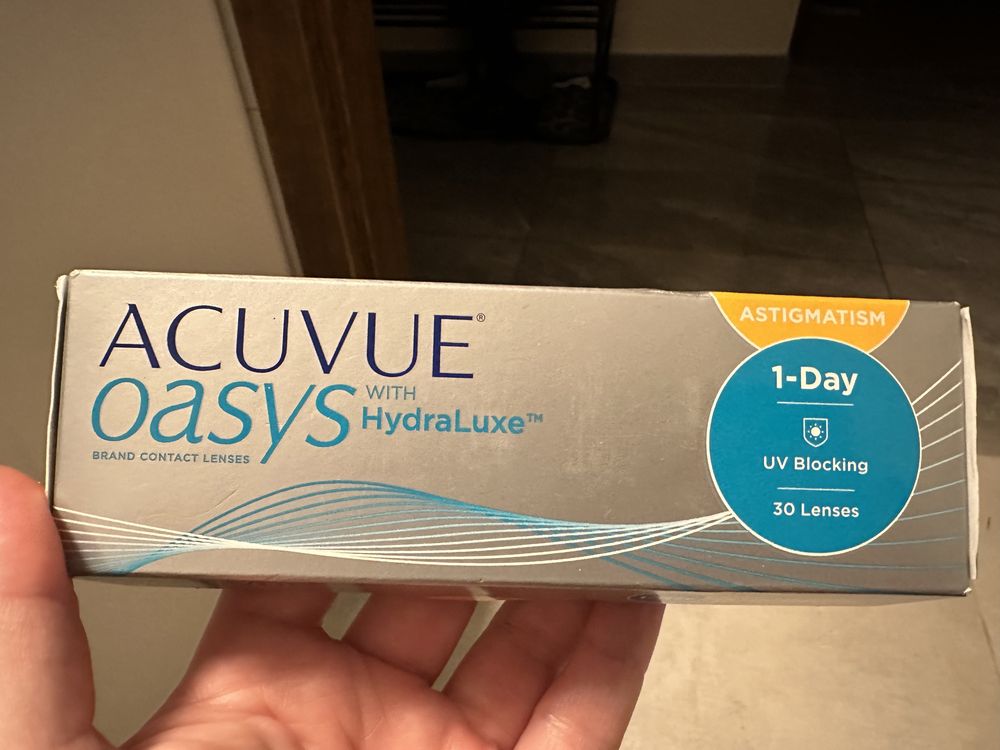 ACUVUE®
oasys WITH HydraLuxe™
BRAND CONTACT LENSES
ASTIGMATISM
1-Day
UV Blocking
30 Lenses